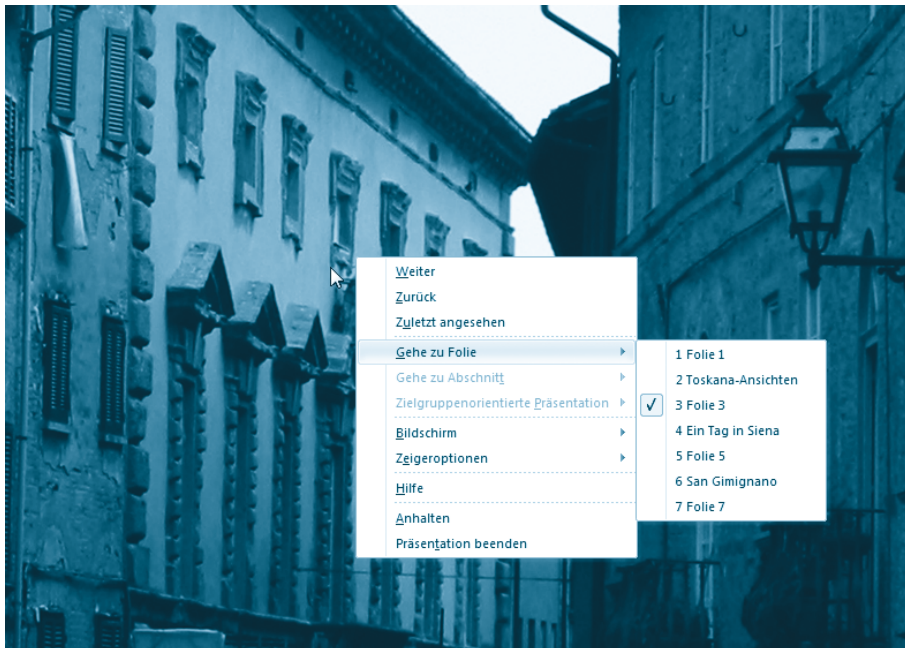 Weiter
Zurück
Zuletzt angesehen
Gehe zu Folie
Gehe zu Abschnitt
Zielgruppenorientierte Präsentation
Bildschirm
Zeigeroptionen
Hilfe
Anhalten
Präsentation beenden
1 Folie 1
2 Toskana-Ansichten
3 Folie 3
4 Ein Tag in Siena
5 Folie 5
6 San Gimignano
7 Folie 7